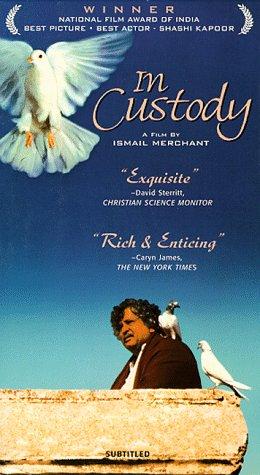 WINNER
NATIONAL FILM AWARD OF INDIA
BEST PICTURE • BEST ACTOR - SHASHI KAPOOR
In
Custody
A FILM BY
ISMAIL MERCHANT
"Exquisite"
–David Sterritt,
CHRISTIAN SCIENCE MONITOR
"Rich & Enticing"
–Caryn James,
THE NEW YORK TIMES
SUBTITLED